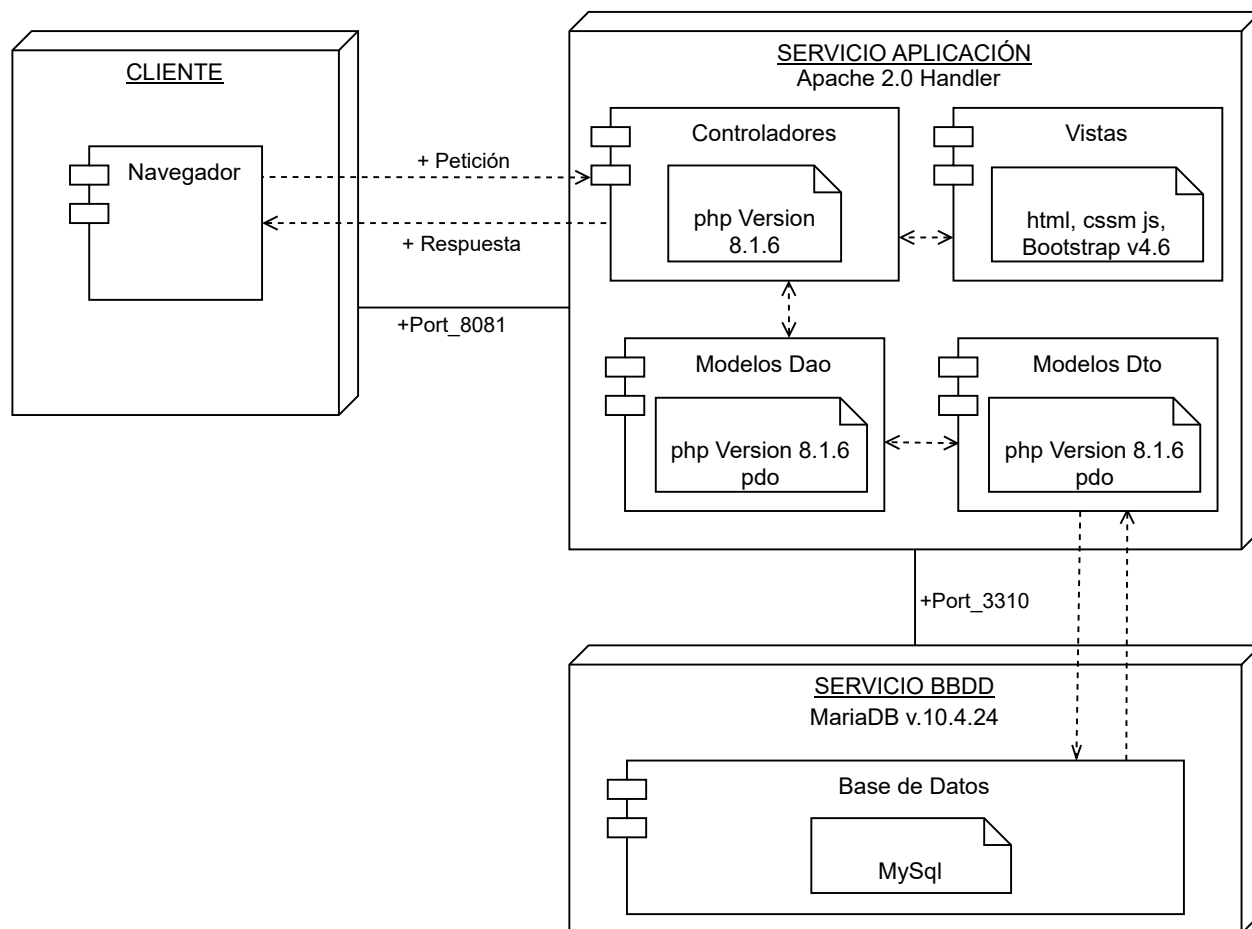 CLIENTE
Navegador
+ Petición
+ Respuesta
+Port_8081
SERVICIO APLICACIÓN
Apache 2.0 Handler
Controladores
php Version
8.1.6
Vistas
html, cssm js,
Bootstrap v4.6
Modelos Dao
php Version 8.1.6
pdo
Modelos Dto
php Version 8.1.6
pdo
+Port_3310
SERVICIO BBDD
MariaDB v.10.4.24
Base de Datos
MySql